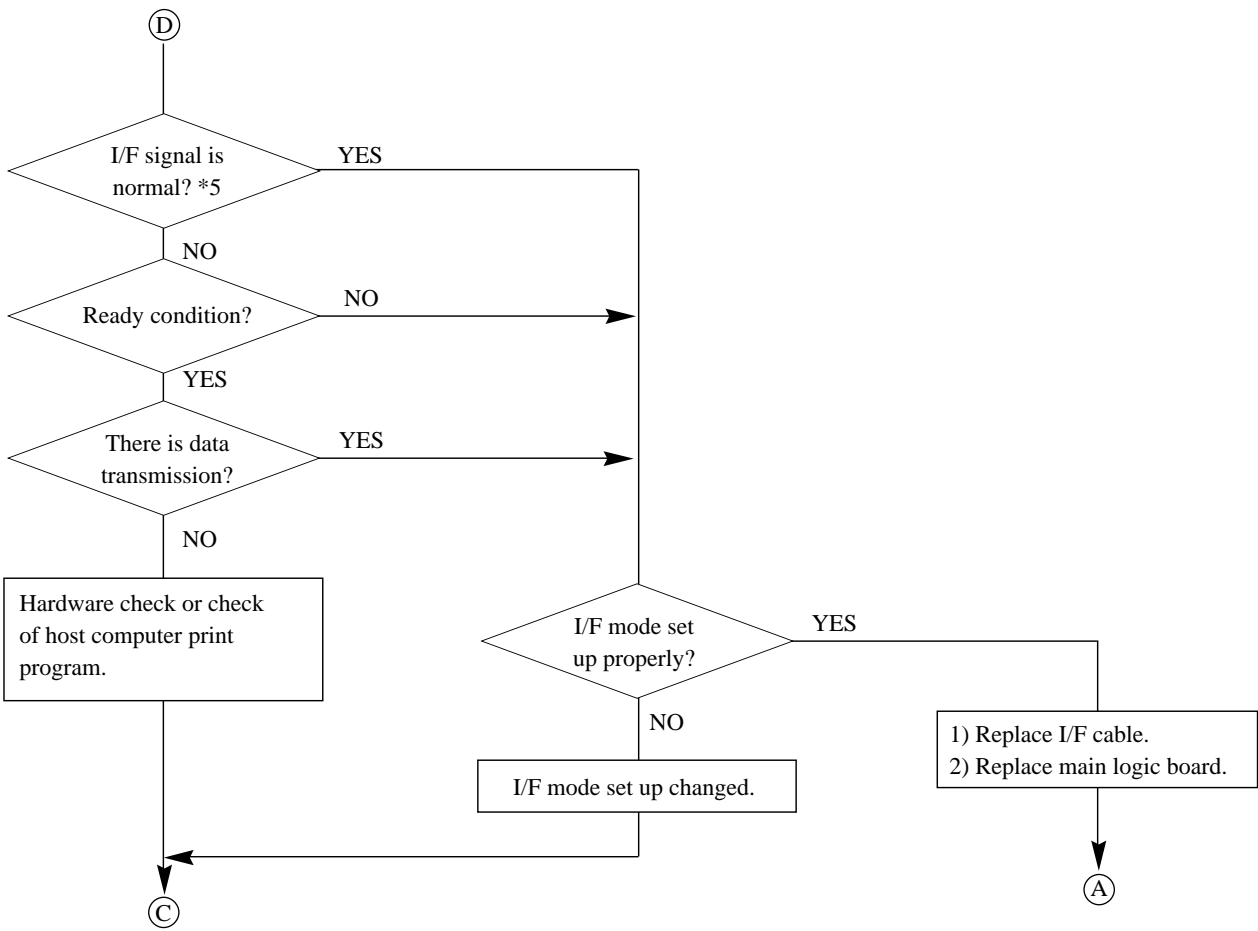 D
I/F signal is
normal? *5
YES
NO
Ready condition?
NO
YES
There is data
transmission?
YES
NO
Hardware check or check
of host computer print
program.
I/F mode set
up properly?
YES
NO
1) Replace I/F cable.
2) Replace main logic board.
I/F mode set up changed.
C
A